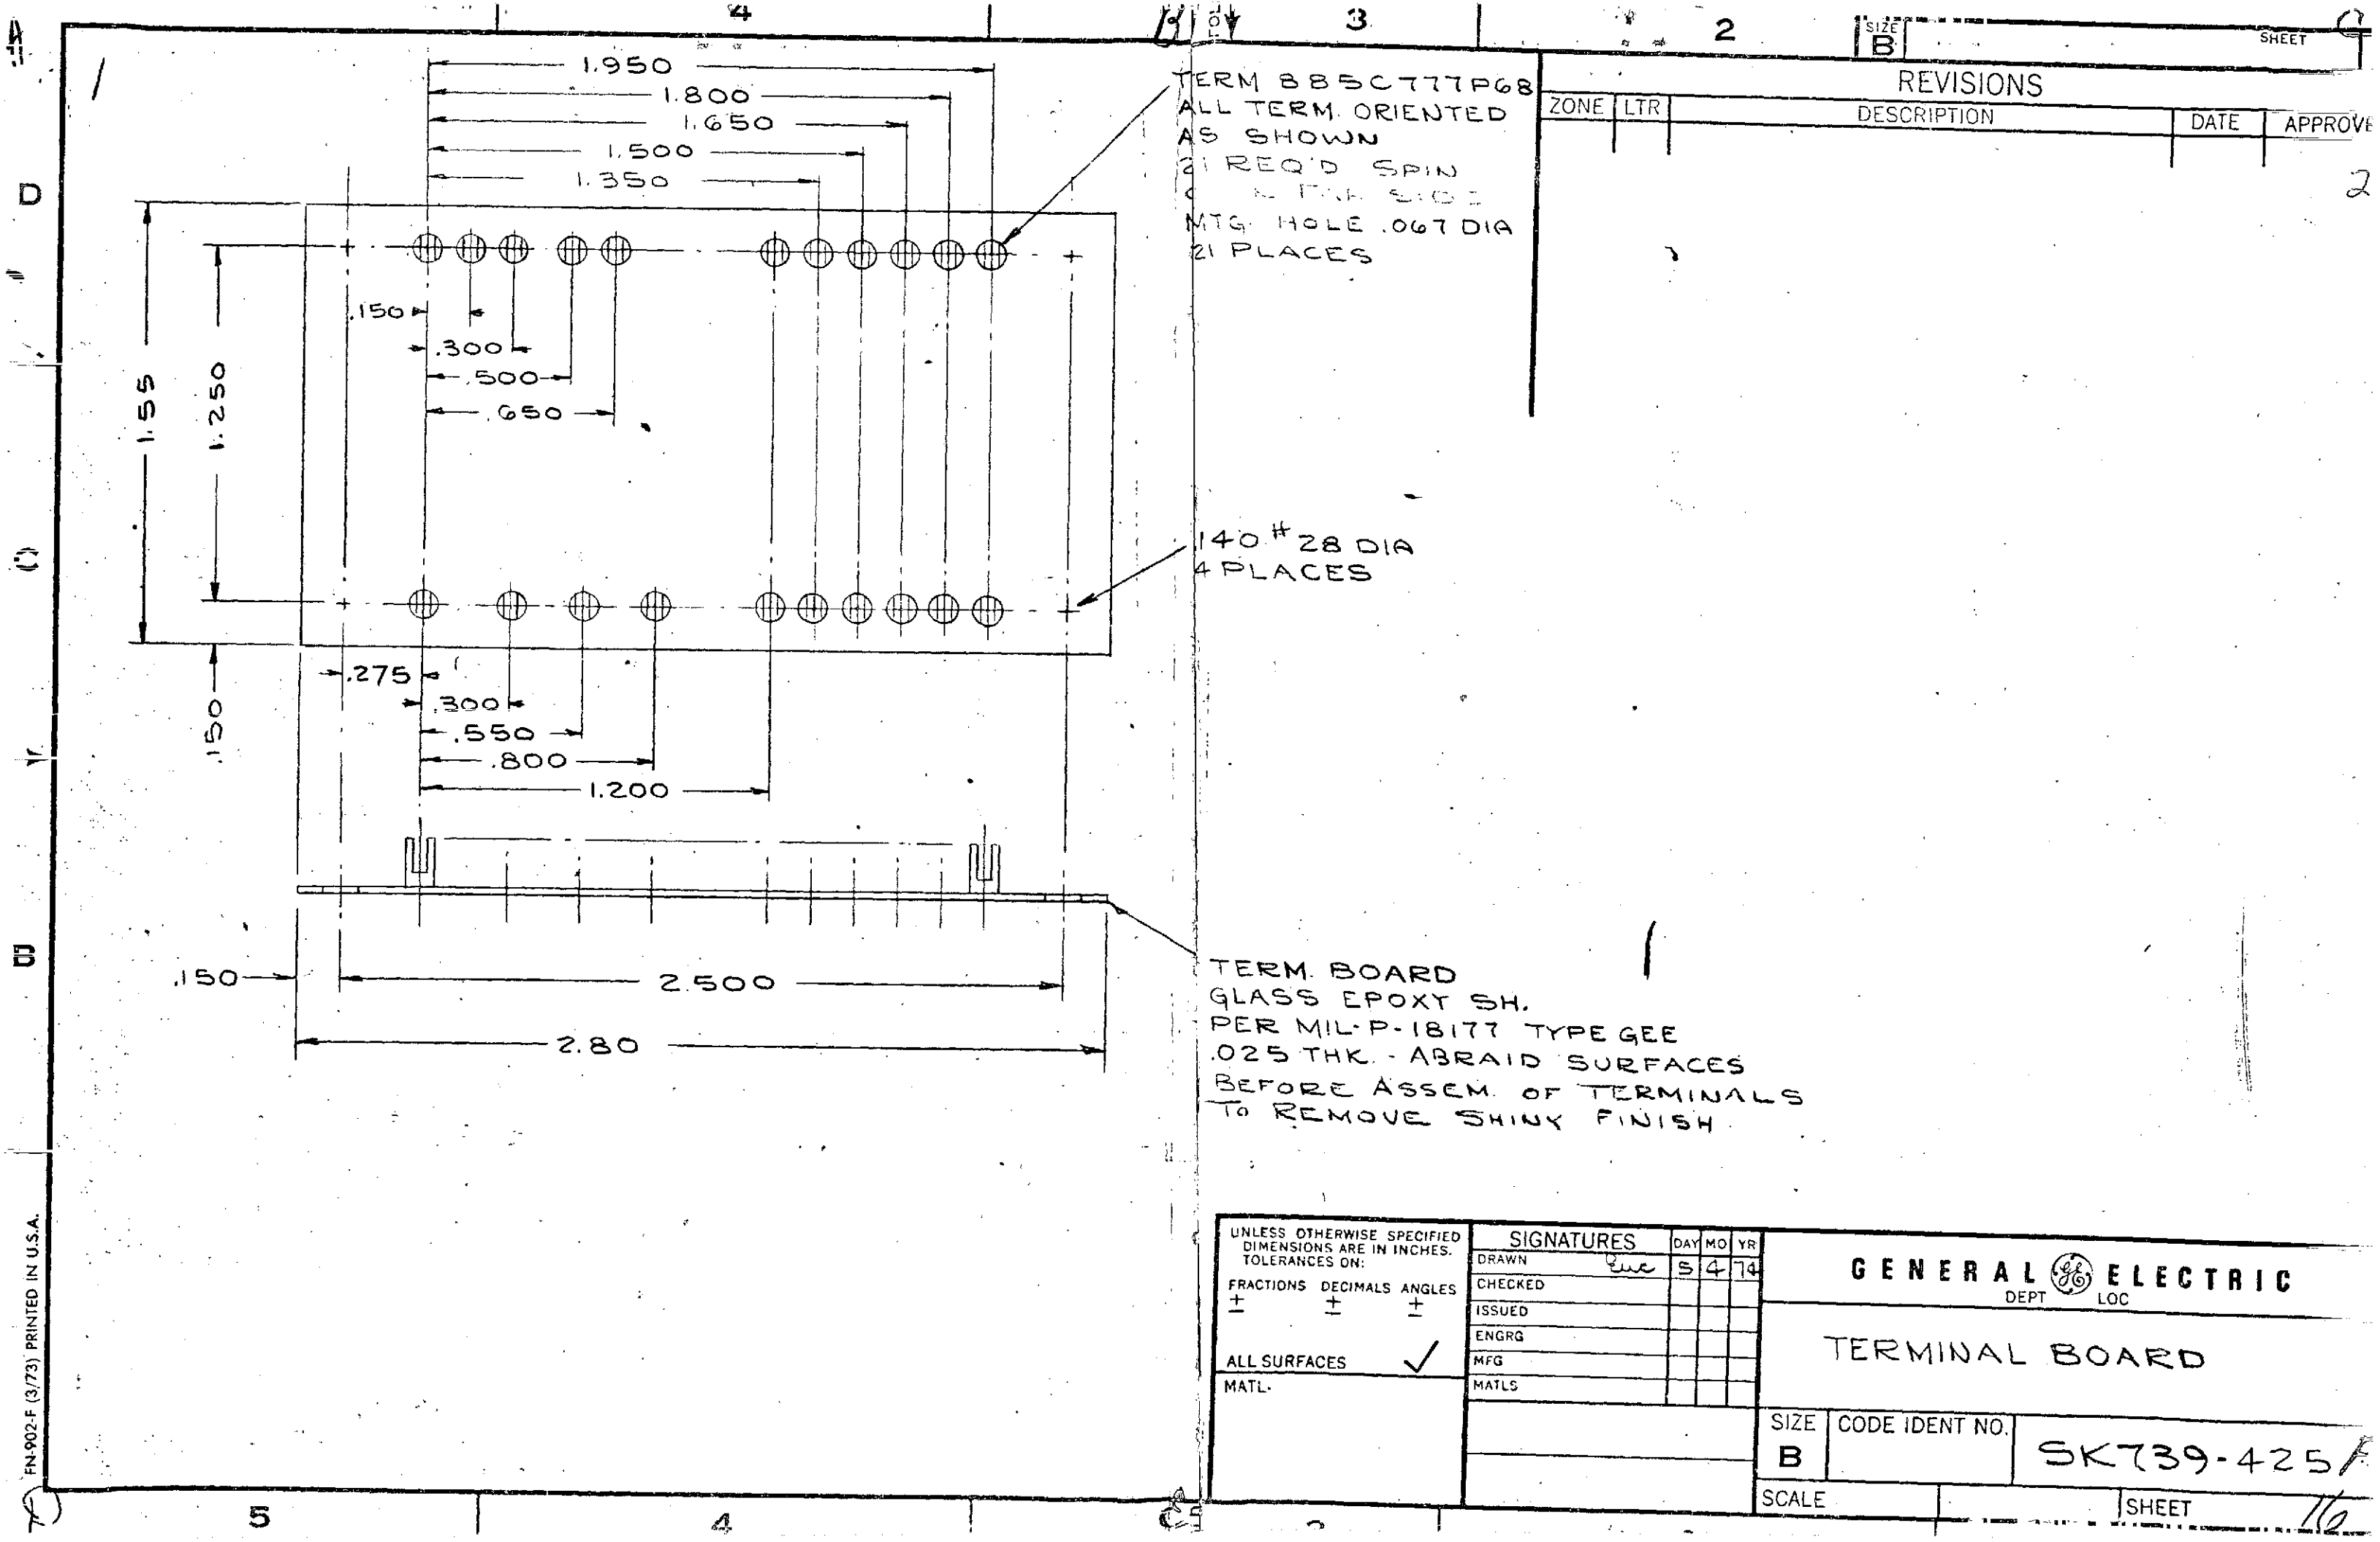 4
3
2
SIZE
B
SHEET
REVISIONS
ZONE LTR DESCRIPTION DATE APPROVE
1.950
1.800
1.650
1.500
1.350
TERM 885C777P68
ALL TERM. ORIENTED
AS SHOWN
21 REQ'D SPIN
MTG. HOLE .067 DIA
21 PLACES
2
D
1.55
1.250
.150
.300
.500
.650
.140 #28 DIA
4 PLACES
.275
.150
.300
.550
.800
1.200
B
.150
2.500
2.80
TERM. BOARD
GLASS EPOXY SH.
PER MIL-P-18177 TYPE GEE
.025 THK. - ABRAID SURFACES
BEFORE ASSEM. OF TERMINALS
TO REMOVE SHINY FINISH.
FN-902-F (3/73) PRINTED IN U.S.A.
UNLESS OTHERWISE SPECIFIED
DIMENSIONS ARE IN INCHES.
TOLERANCES ON:
FRACTIONS DECIMALS ANGLES
± ± ±
ALL SURFACES ✓
MATL.
SIGNATURES DAY MO YR
DRAWN 5 4 74
CHECKED
ISSUED
ENGRG
MFG
MATLS
GENERAL GE ELECTRIC
DEPT LOC
TERMINAL BOARD
SIZE CODE IDENT NO.
B SK739-425
SCALE SHEET 16
5
4